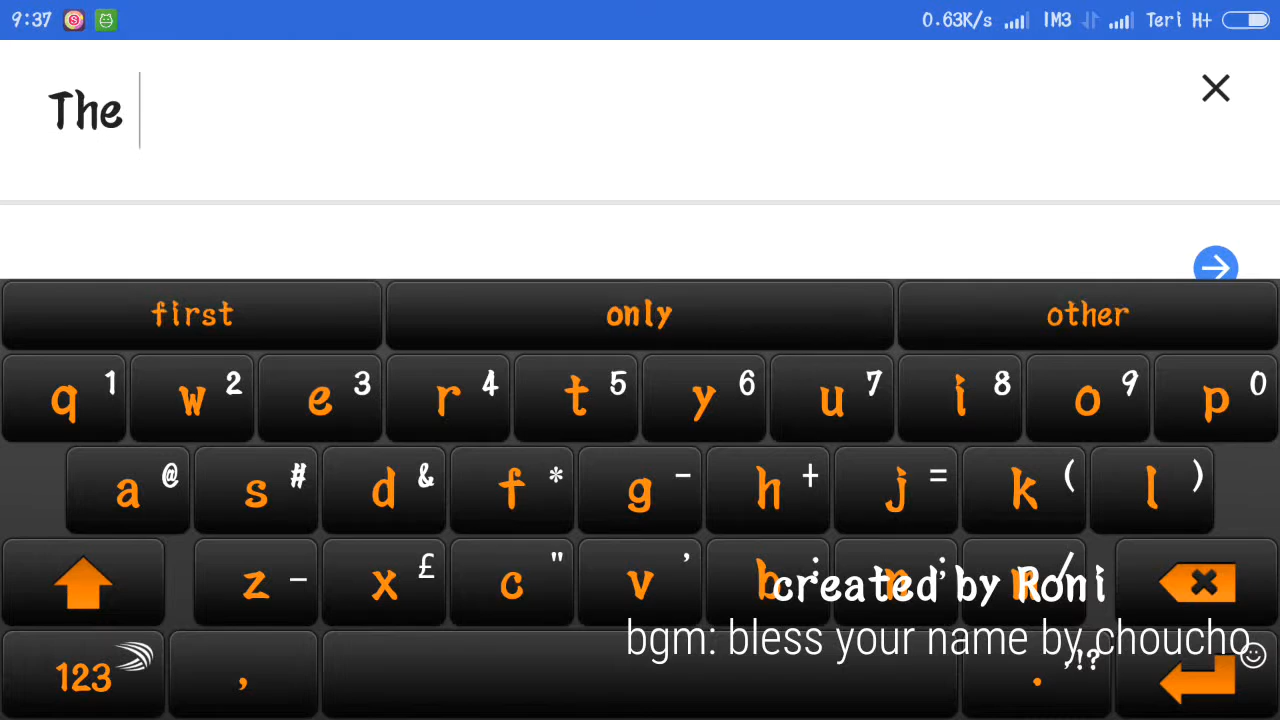 9:37 0.63K/s IM3 Teri H+
The
first only other
q 1 w 2 e 3 r 4 t 5 y 6 u 7 i 8 o 9 p 0
a @ s # d & f * g - h + j = k ( l )
z - x £ c " v ' b : n ; m /
created by Roni
bgm: bless your name by choucho
123 , . ,!?